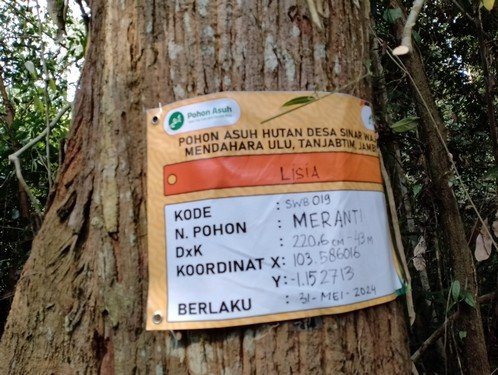 Pohon Asuh
POHON ASUH HUTAN DESA SINAR WA
MENDAHARA ULU, TANJABTIM, JAMB
LISIA
KODE : SWB 019
N. POHON : MERANTI
DxK : 220.6 cm - 43 M
KOORDINAT X: 103.586016
Y: -1.152713
BERLAKU : 31 - MEI - 2024